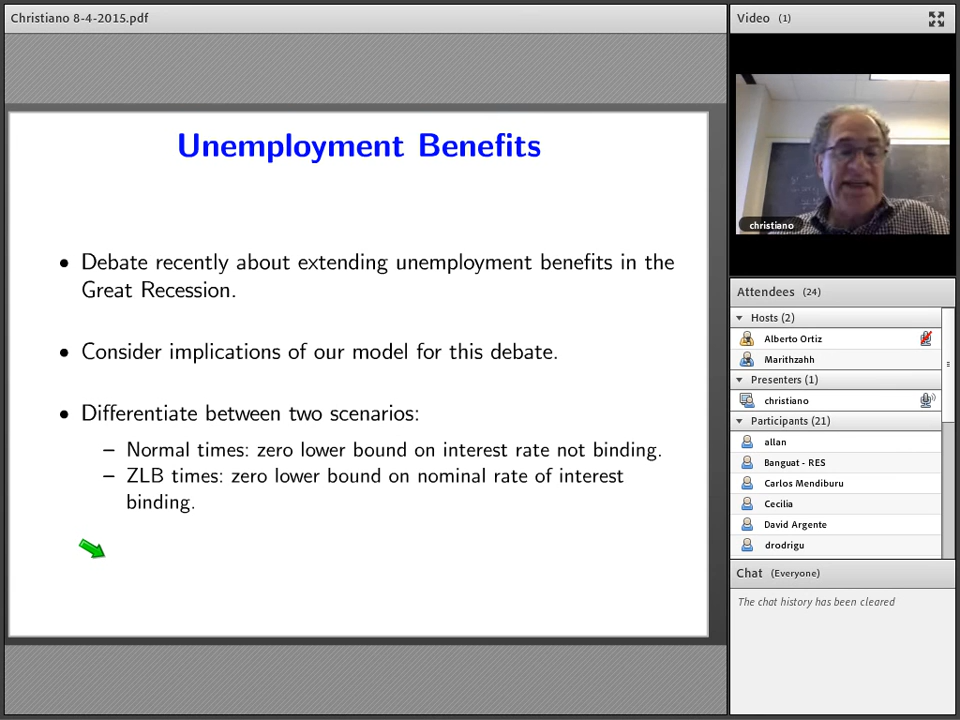 Christiano 8-4-2015.pdf
Unemployment Benefits
• Debate recently about extending unemployment benefits in the
Great Recession.
• Consider implications of our model for this debate.
• Differentiate between two scenarios:
– Normal times: zero lower bound on interest rate not binding.
– ZLB times: zero lower bound on nominal rate of interest
binding.
Video (1)
christiano
Attendees (24)
Hosts (2)
Alberto Ortiz
Marithzahh
Presenters (1)
christiano
Participants (21)
allan
Banguat - RES
Carlos Mendiburu
Cecilia
David Argente
drodrigu
Chat (Everyone)
The chat history has been cleared